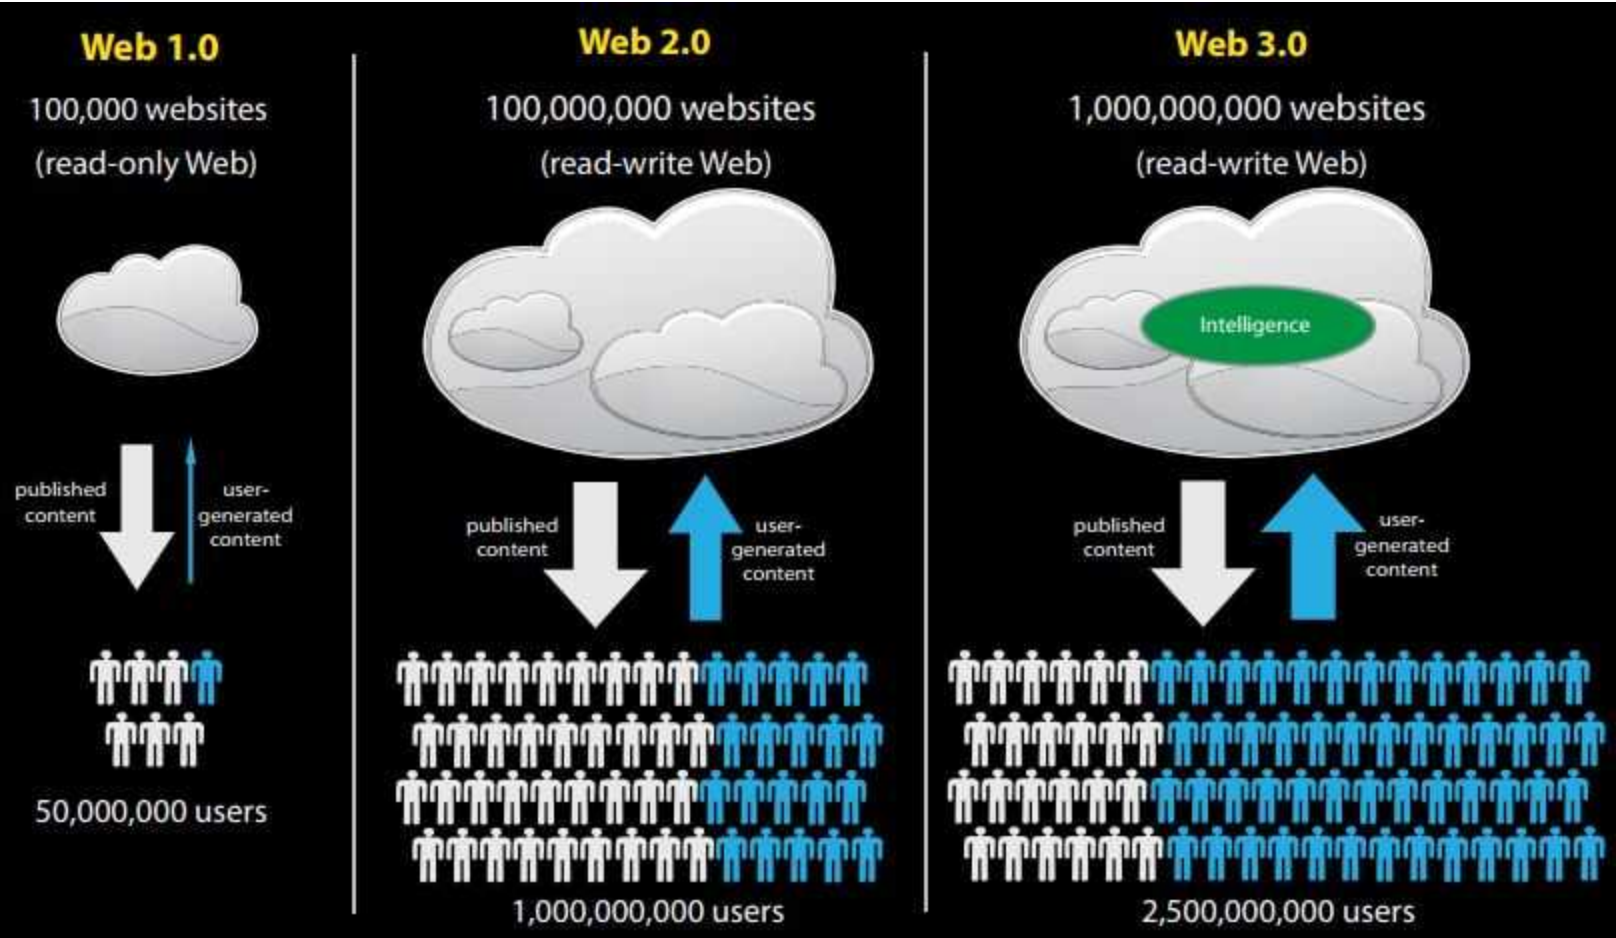 Web 1.0
100,000 websites
(read-only Web)
published
content
user-
generated
content
50,000,000 users
Web 2.0
100,000,000 websites
(read-write Web)
published
content
user-
generated
content
1,000,000,000 users
Web 3.0
1,000,000,000 websites
(read-write Web)
Intelligence
published
content
user-
generated
content
2,500,000,000 users